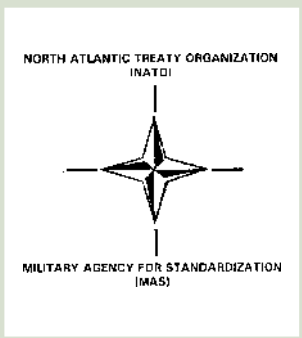 NORTH ATLANTIC TREATY ORGANIZATION
(NATO)
MILITARY AGENCY FOR STANDARDIZATION
(MAS)